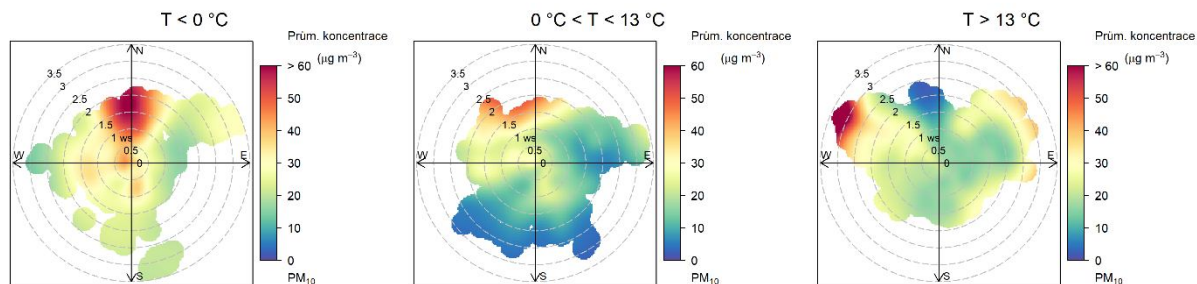 T < 0 °C
Prům. koncentrace
(µg m⁻³)
> 60
50
40
30
20
10
0
PM₁₀
N
3.5
3
2.5
2
1.5
1 ws
0.5
0
W
E
S
0 °C < T < 13 °C
Prům. koncentrace
(µg m⁻³)
> 60
50
40
30
20
10
0
PM₁₀
N
3.5
3
2.5
2
1.5
1 ws
0.5
0
W
E
S
T > 13 °C
Prům. koncentrace
(µg m⁻³)
> 60
50
40
30
20
10
0
PM₁₀
N
3.5
3
2.5
2
1.5
1 ws
0.5
0
W
E
S